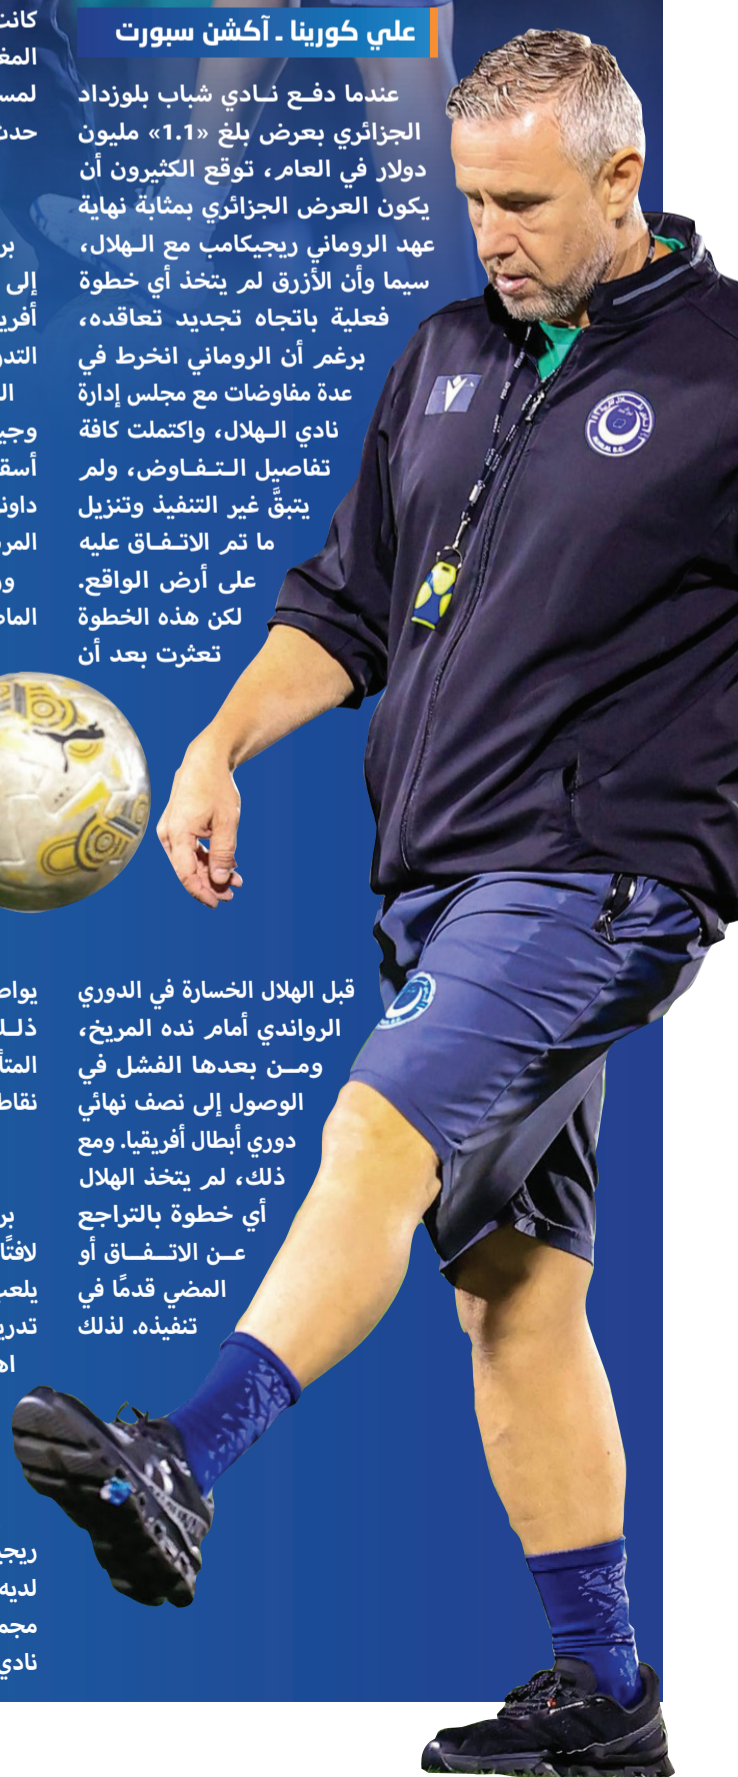 علي كورينا ـ آكشن سبورت
عندما دفع نادي شباب بلوزداد
الجزائري بعرض بلغ «1.1» مليون
دولار في العام، توقع الكثيرون أن
يكون العرض الجزائري بمثابة نهاية
عهد الروماني ريجيكامب مع الهلال،
سيما وأن الأزرق لم يتخذ أي خطوة
فعلية باتجاه تجديد تعاقده،
برغم أن الروماني انخرط في
عدة مفاوضات مع مجلس إدارة
نادي الهلال، واكتملت كافة
تفاصيل التفاوض، ولم
يتبقَّ غير التنفيذ وتنزيل
ما تم الاتفاق عليه
على أرض الواقع.
لكن هذه الخطوة
تعثرت بعد أن
قبل الهلال الخسارة في الدوري
الرواندي أمام نده المريخ،
ومن بعدها الفشل في
الوصول إلى نصف نهائي
دوري أبطال أفريقيا. ومع
ذلك، لم يتخذ الهلال
أي خطوة بالتراجع
عن الاتفاق أو
المضي قدمًا في
تنفيذه. لذلك
كانت
إلى